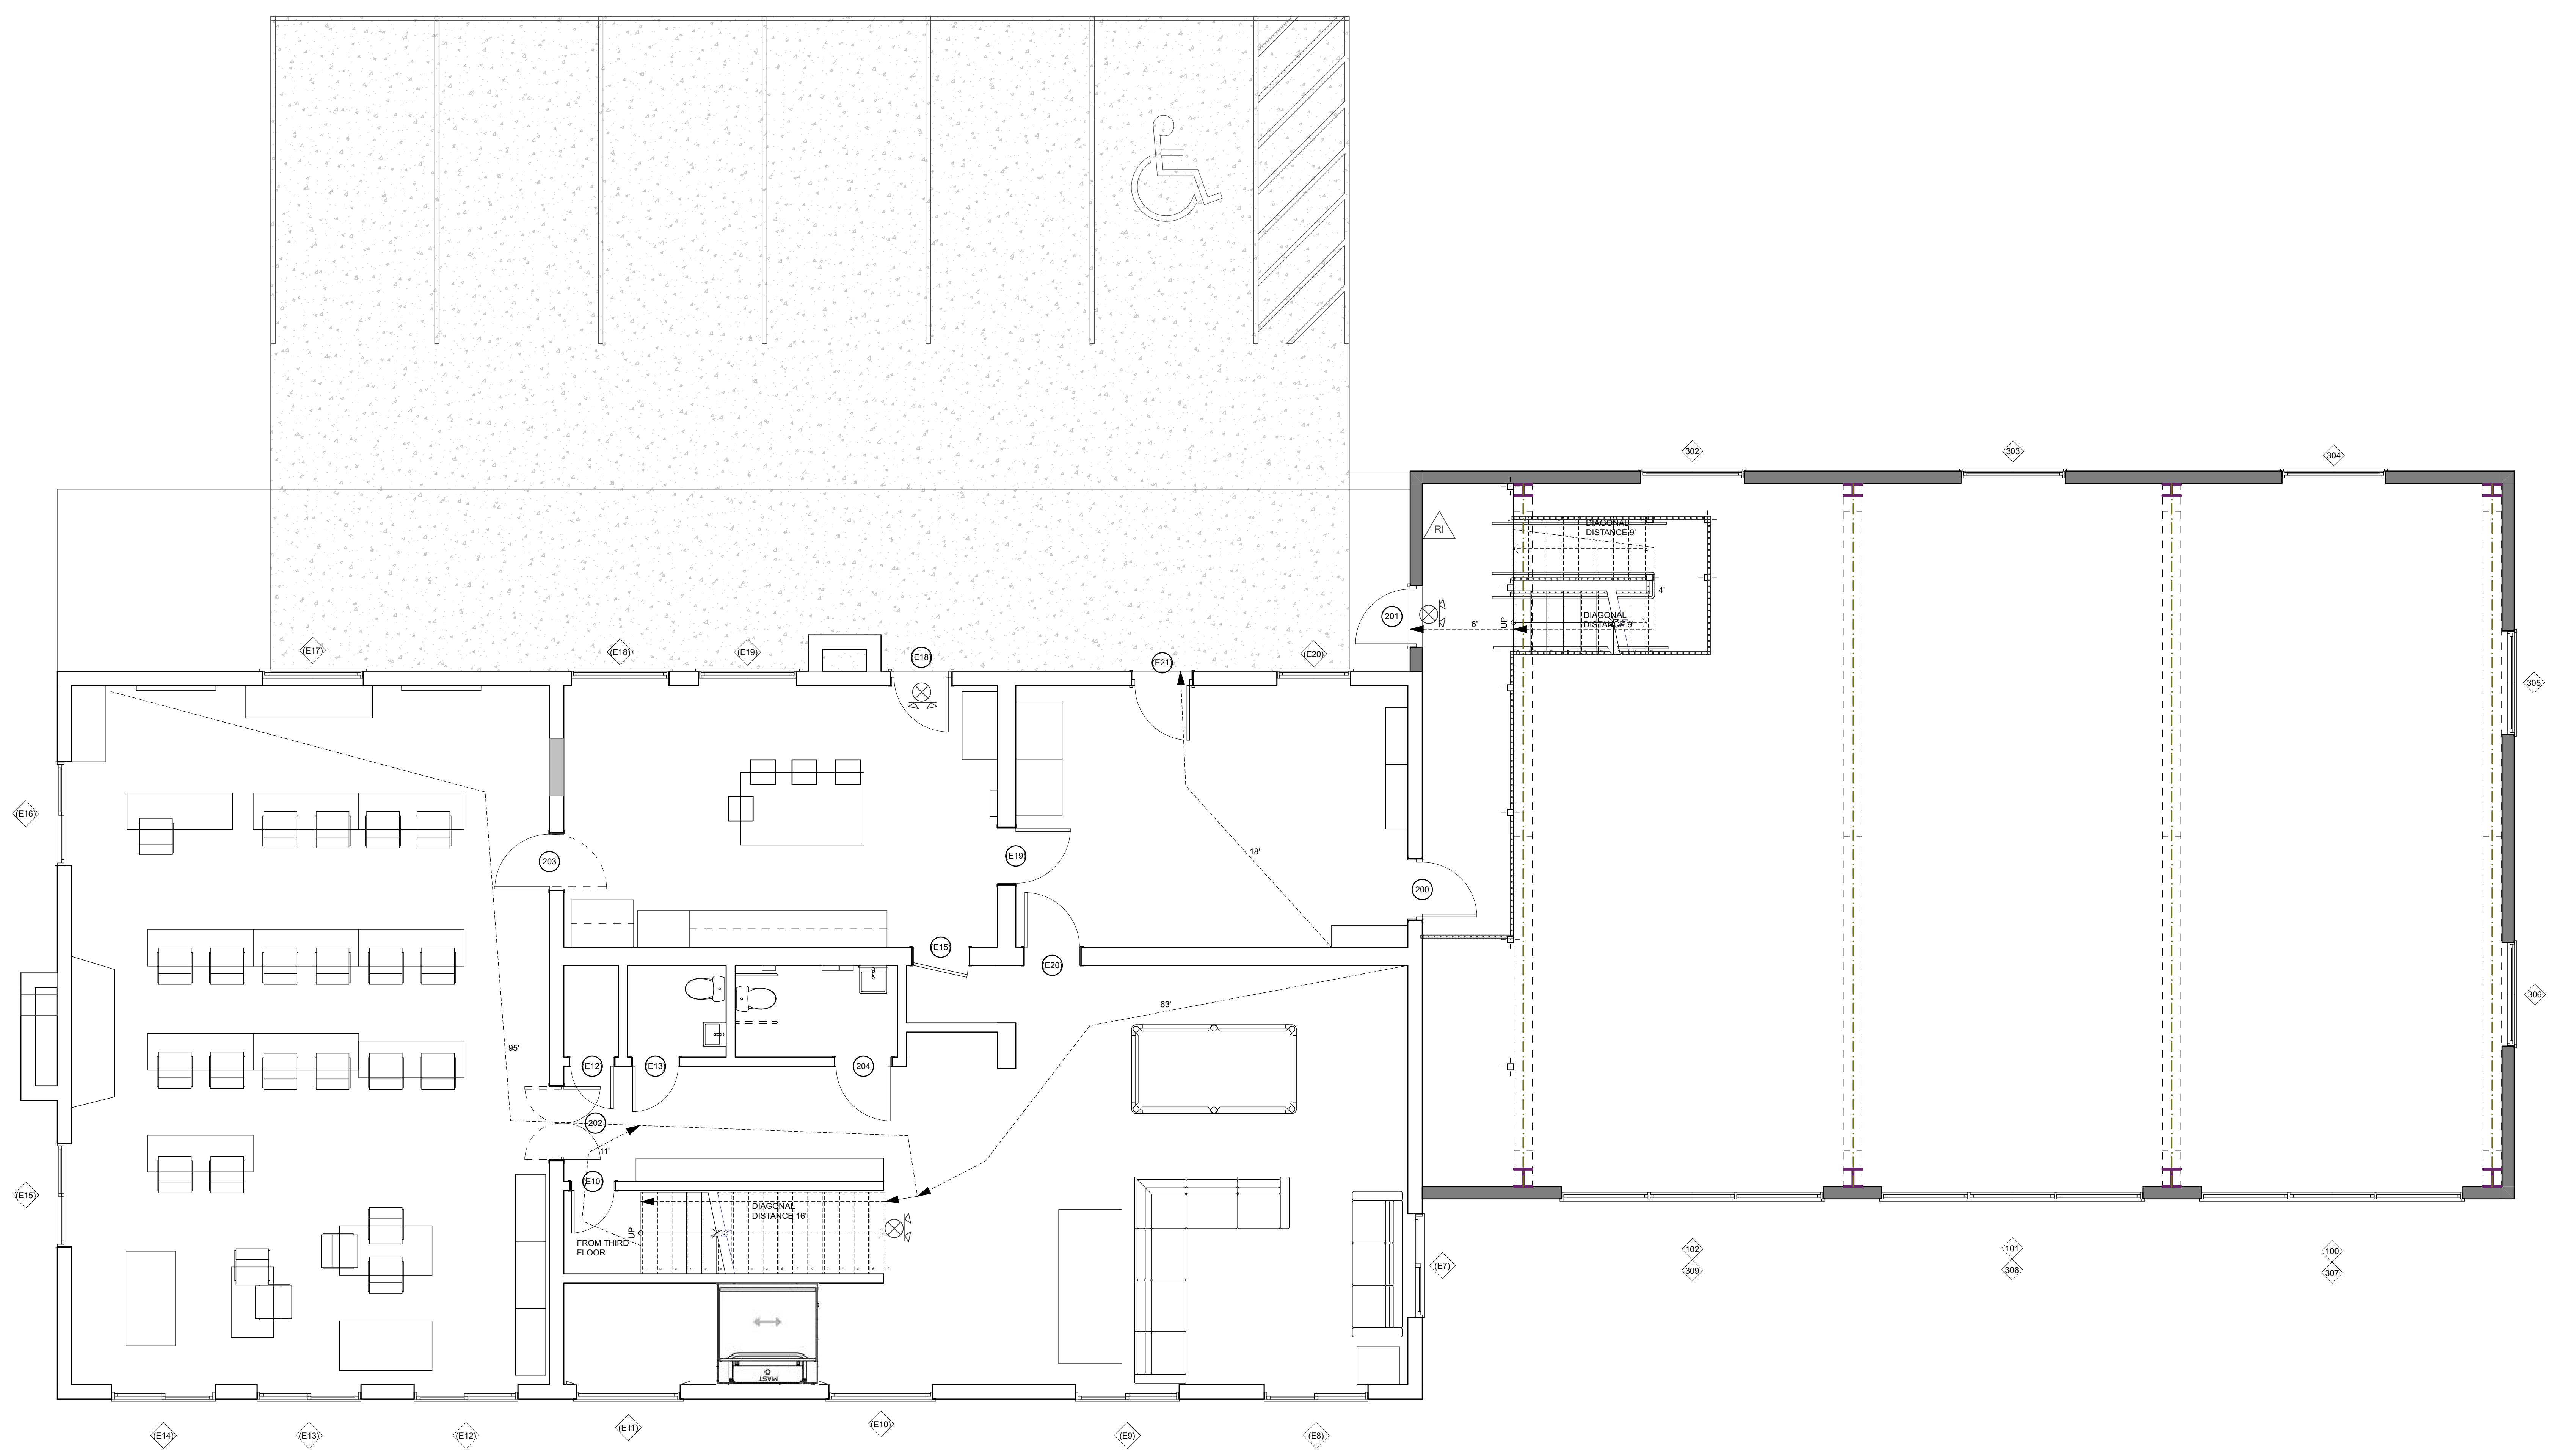 302
303
304
RI
DIAGONAL
DISTANCE 9'
4'
201
6'
UP
DIAGONAL
DISTANCE 9'
(E17)
(E18)
(E19)
(E18)
(E21)
(E20)
305
(E16)
203
(E19)
18'
200
(E15)
(E20)
306
63'
95'
(E12)
(E13)
204
202
11'
(E10)
(E15)
DIAGONAL
DISTANCE 16'
UP
FROM THIRD
FLOOR
102
309
101
308
100
307
(E7)
MAST
(E14)
(E13)
(E12)
(E11)
(E10)
(E9)
(E8)